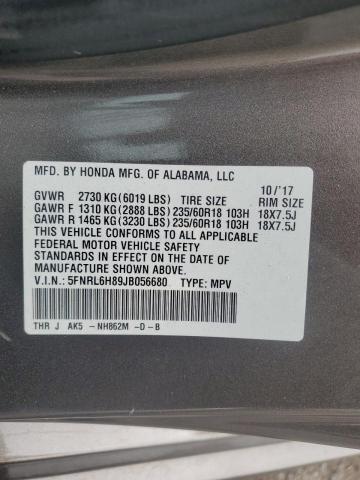 MFD. BY HONDA MFG. OF ALABAMA, LLC
10/'17
GVWR 2730 KG(6019 LBS) TIRE SIZE RIM SIZE
GAWR F 1310 KG(2888 LBS)235/60R18 103H 18X7.5J
GAWR R 1465 KG(3230 LBS)235/60R18 103H 18X7.5J
THIS VEHICLE CONFORMS TO ALL APPLICABLE
FEDERAL MOTOR VEHICLE SAFETY
STANDARDS IN EFFECT ON THE DATE OF
MANUFACTURE SHOWN ABOVE.
V.I.N.: 5FNRL6H89JB056680 TYPE: MPV
THR J AK5 -NH862M -D-B